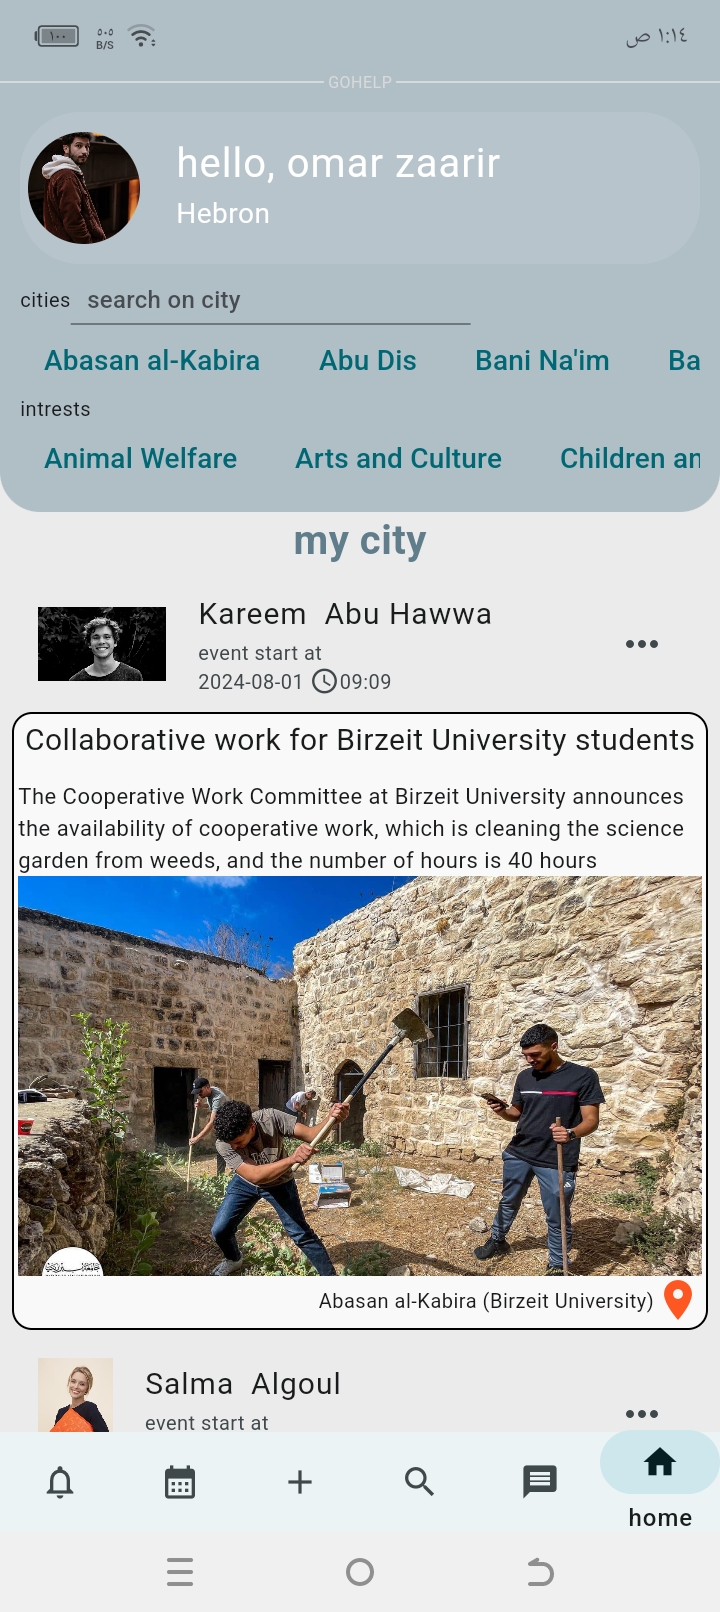 ١٠٠
٥٠٥
B/S
١:١٤ ص
GOHELP
hello, omar zaarir
Hebron
cities search on city
Abasan al-Kabira Abu Dis Bani Na'im Ba
intrests
Animal Welfare Arts and Culture Children an
my city
Kareem Abu Hawwa
event start at
2024-08-01 09:09
Collaborative work for Birzeit University students
The Cooperative Work Committee at Birzeit University announces
the availability of cooperative work, which is cleaning the science
garden from weeds, and the number of hours is 40 hours
Abasan al-Kabira (Birzeit University)
Salma Algoul
event start at
home